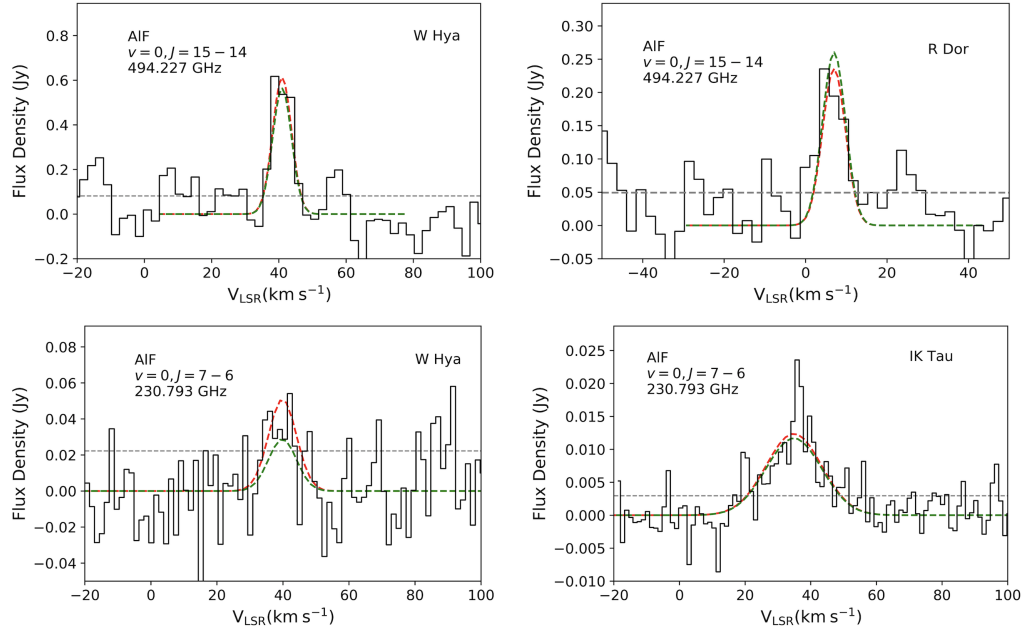 AlF
v=0, J=15−14
494.227 GHz
W Hya
Flux Density (Jy)
0.8
0.6
0.4
0.2
0.0
−0.2
−20 0 20 40 60 80 100
V_LSR(km s⁻¹)
AlF
v=0, J=15−14
494.227 GHz
R Dor
Flux Density (Jy)
0.30
0.25
0.20
0.15
0.10
0.05
0.00
−0.05
−40 −20 0 20 40
V_LSR(km s⁻¹)
AlF
v=0, J=7−6
230.793 GHz
W Hya
Flux Density (Jy)
0.08
0.06
0.04
0.02
0.00
−0.02
−0.04
−20 0 20 40 60 80 100
V_LSR(km s⁻¹)
AlF
v=0, J=7−6
230.793 GHz
IK Tau
Flux Density (Jy)
0.025
0.020
0.015
0.010
0.005
0.000
−0.005
−0.010
−20 0 20 40 60 80 100
V_LSR(km s⁻¹)